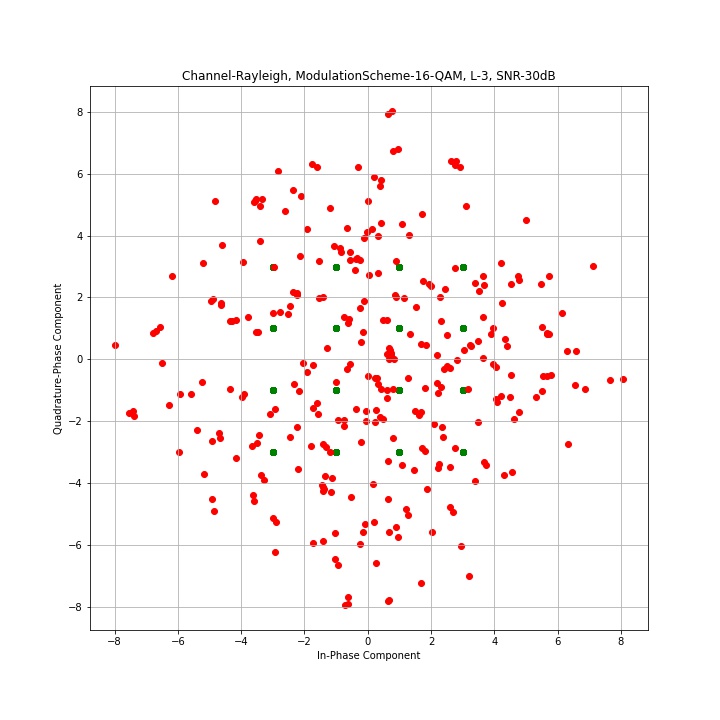 Channel-Rayleigh, ModulationScheme-16-QAM, L-3, SNR-30dB
8
6
4
2
0
−2
−4
−6
−8
Quadrature-Phase Component
−8 −6 −4 −2 0 2 4 6 8
In-Phase Component